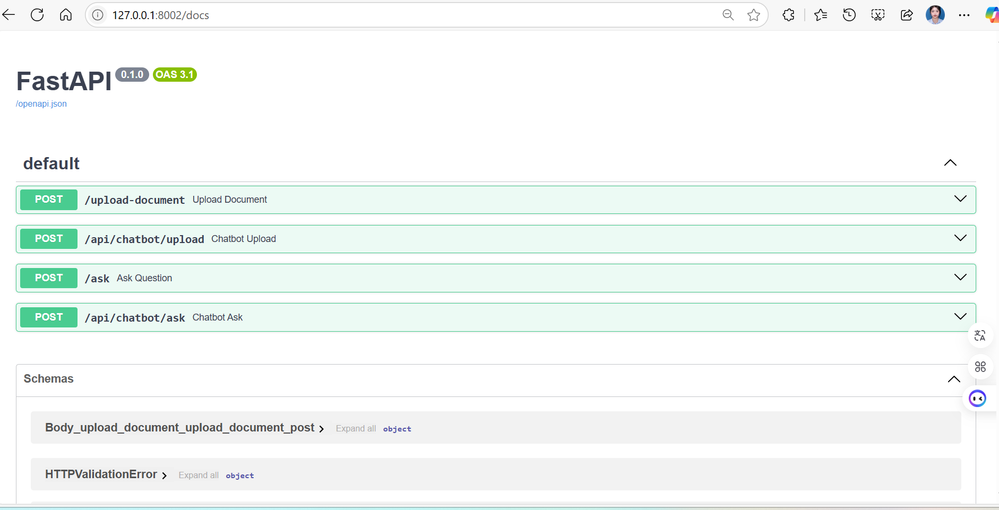 127.0.0.1:8002/docs
FastAPI 0.1.0 OAS 3.1
/openapi.json
default
POST /upload-document Upload Document
POST /api/chatbot/upload Chatbot Upload
POST /ask Ask Question
POST /api/chatbot/ask Chatbot Ask
Schemas
Body_upload_document_upload_document_post Expand all object
HTTPValidationError Expand all object